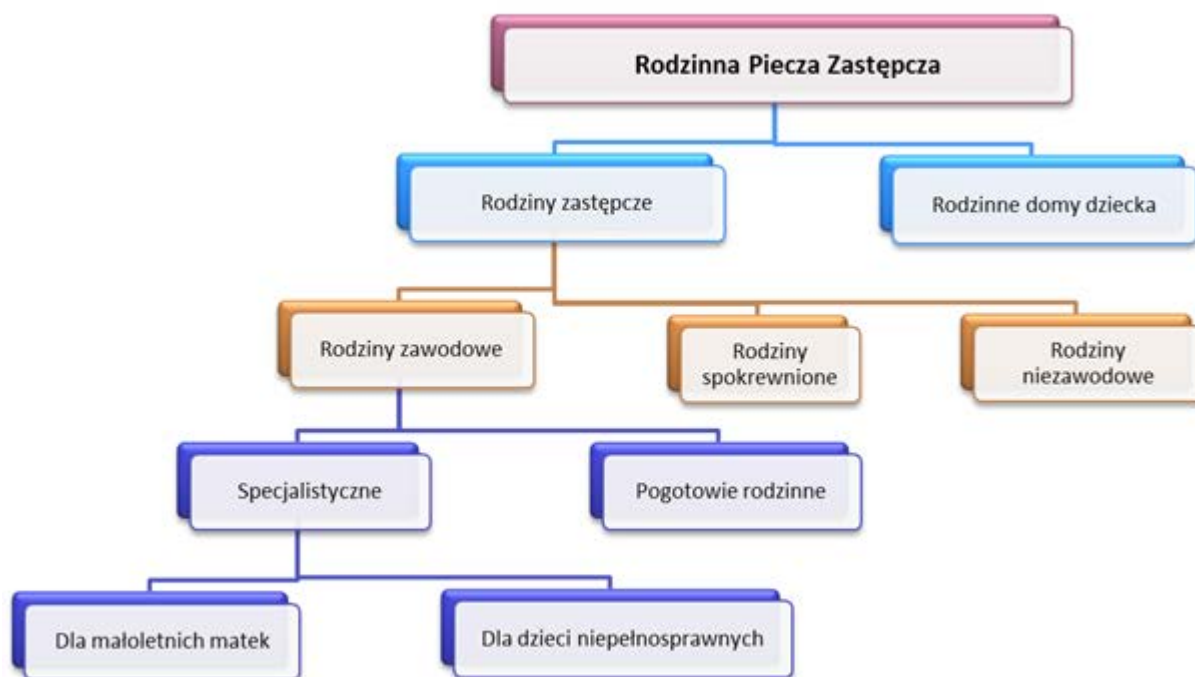 Rodzinna Piecza Zastępcza
Rodziny zastępcze
Rodzinne domy dziecka
Rodziny zawodowe
Rodziny
spokrewnione
Rodziny
niezawodowe
Specjalistyczne
Pogotowie rodzinne
Dla małoletnich matek
Dla dzieci niepełnosprawnych